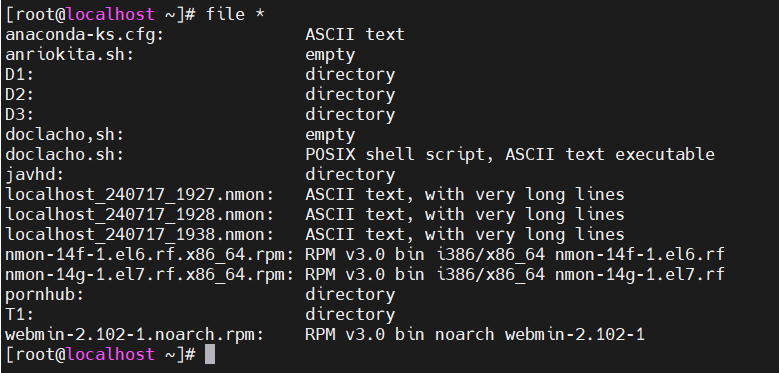 [root@localhost ~]# file *
anaconda-ks.cfg:              ASCII text
anriokita.sh:                 empty
D1:                           directory
D2:                           directory
D3:                           directory
doclacho,sh:                  empty
doclacho.sh:                  POSIX shell script, ASCII text executable
javhd:                        directory
localhost_240717_1927.nmon:   ASCII text, with very long lines
localhost_240717_1928.nmon:   ASCII text, with very long lines
localhost_240717_1938.nmon:   ASCII text, with very long lines
nmon-14f-1.el6.rf.x86_64.rpm: RPM v3.0 bin i386/x86_64 nmon-14f-1.el6.rf
nmon-14g-1.el7.rf.x86_64.rpm: RPM v3.0 bin i386/x86_64 nmon-14g-1.el7.rf
pornhub:                      directory
T1:                           directory
webmin-2.102-1.noarch.rpm:    RPM v3.0 bin noarch webmin-2.102-1
[root@localhost ~]#